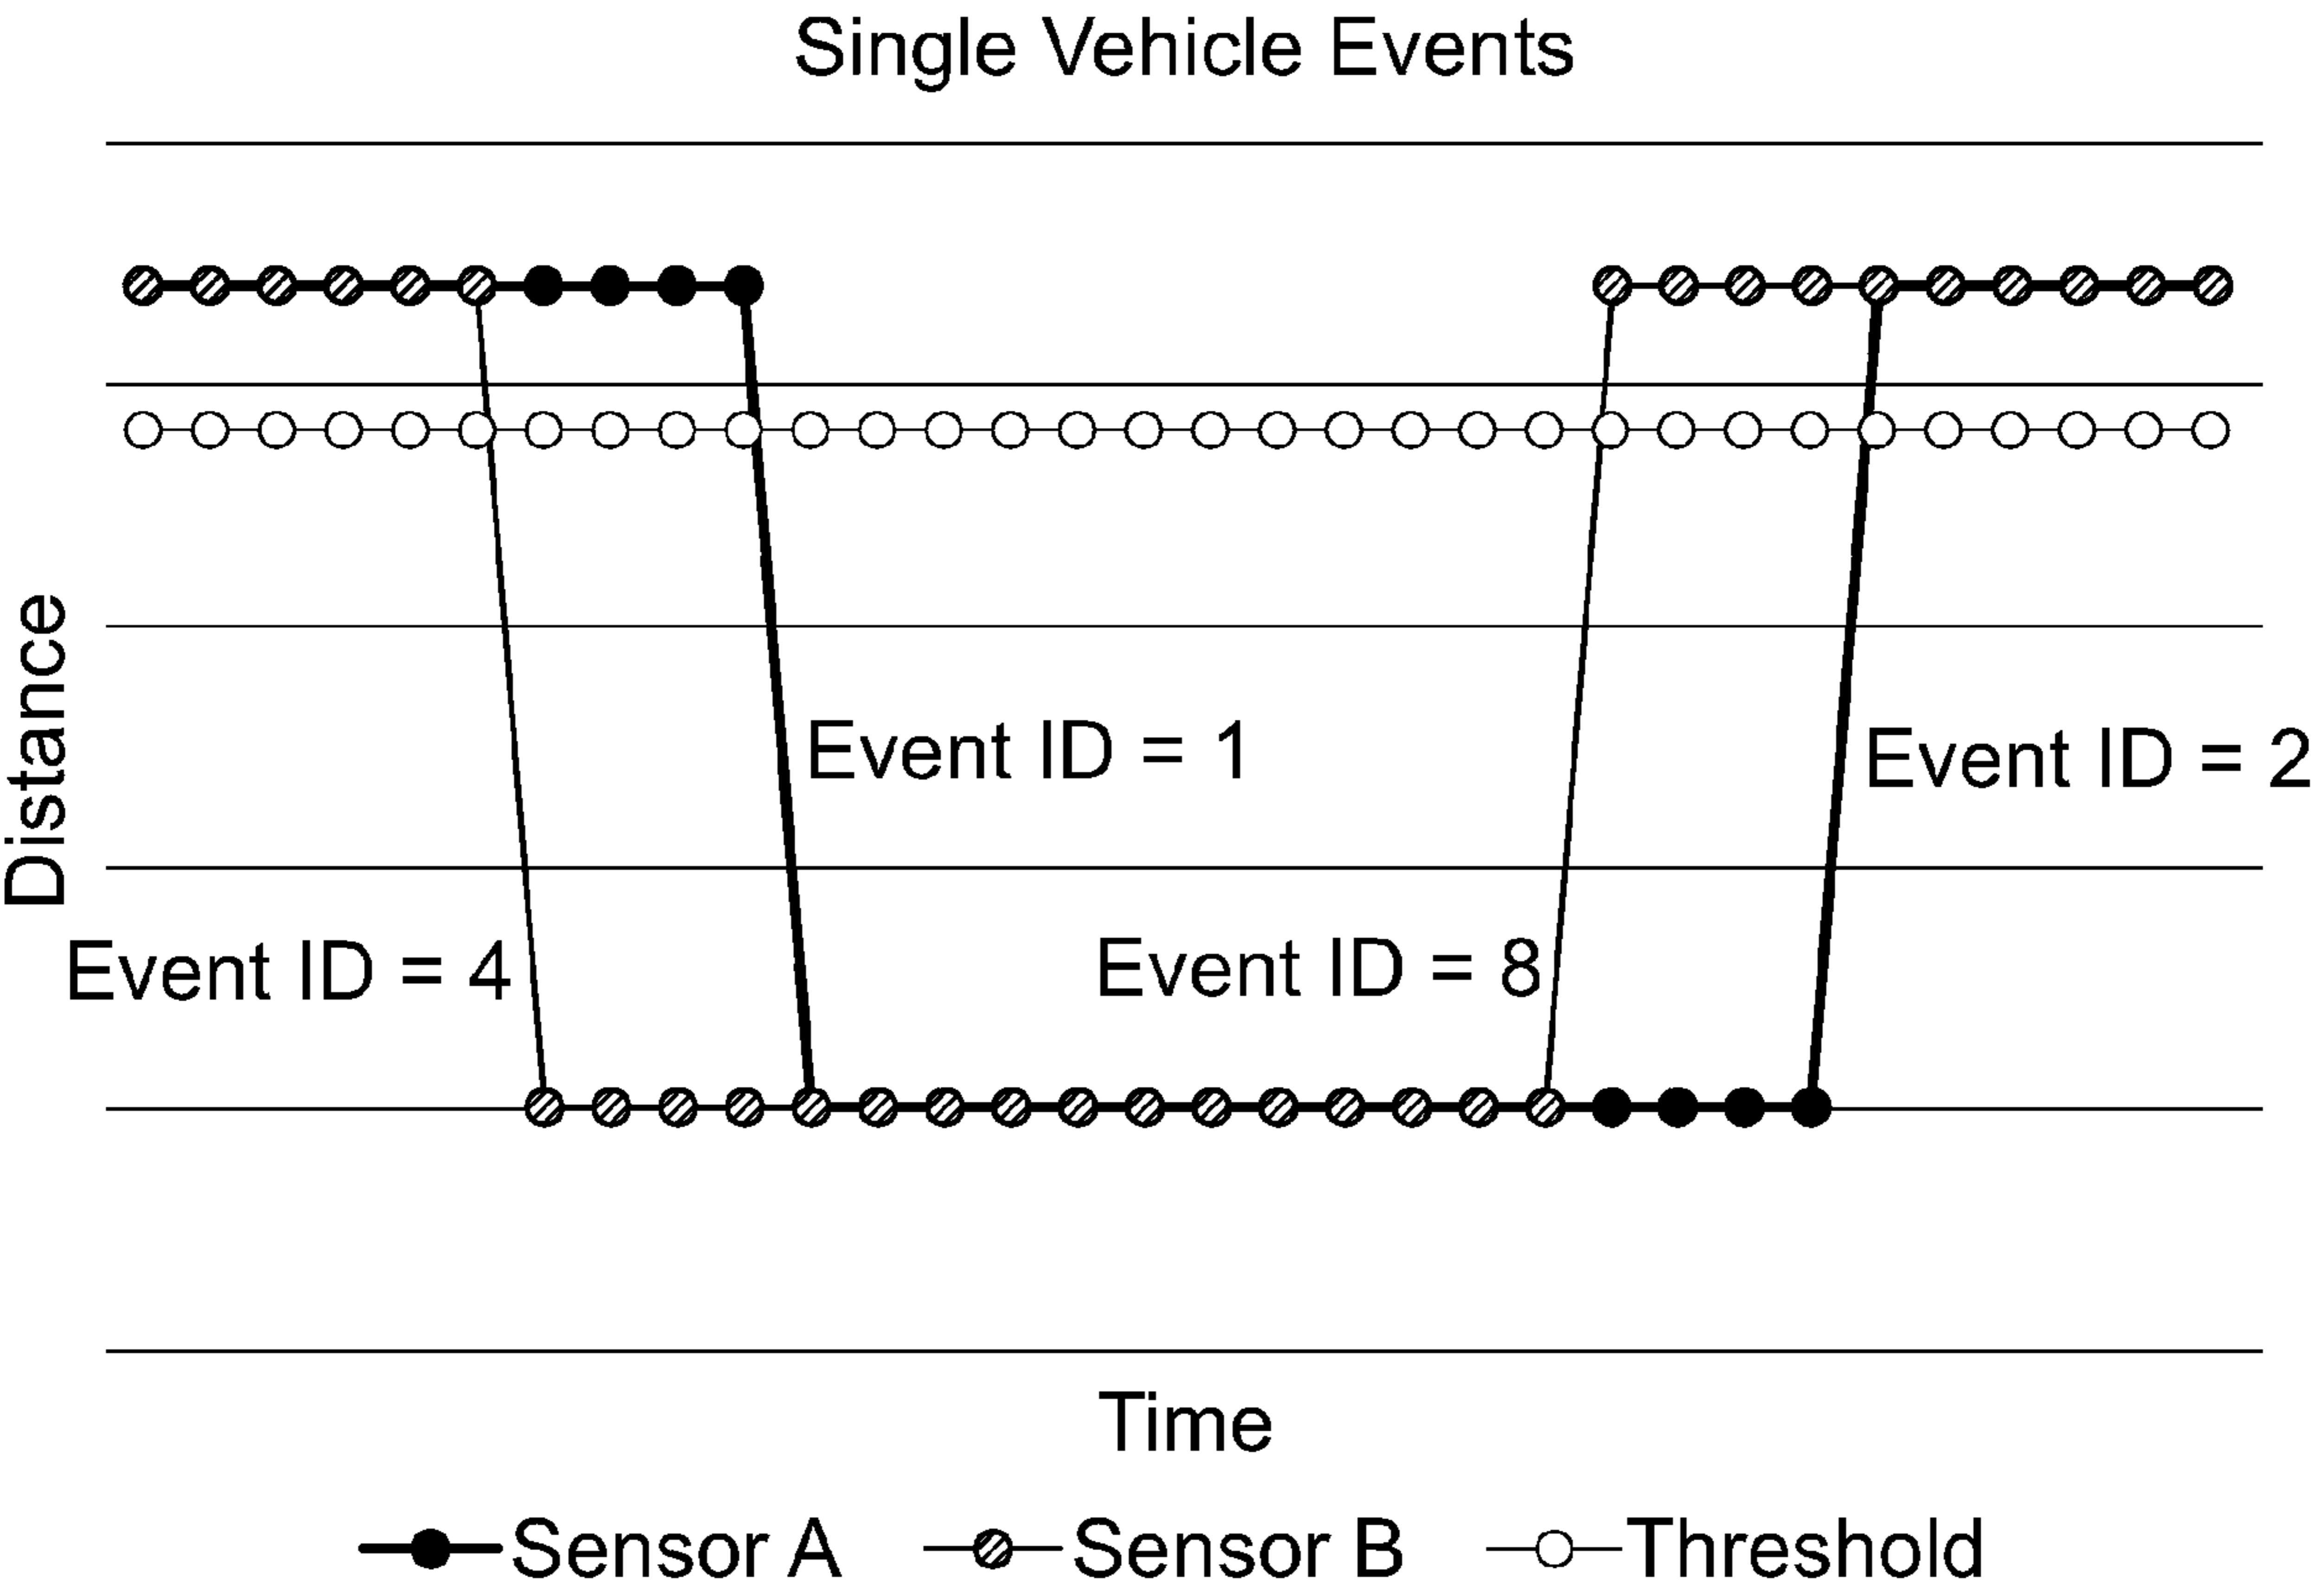 Single Vehicle Events
Distance
Event ID = 1
Event ID = 2
Event ID = 4
Event ID = 8
Time
Sensor A
Sensor B
Threshold